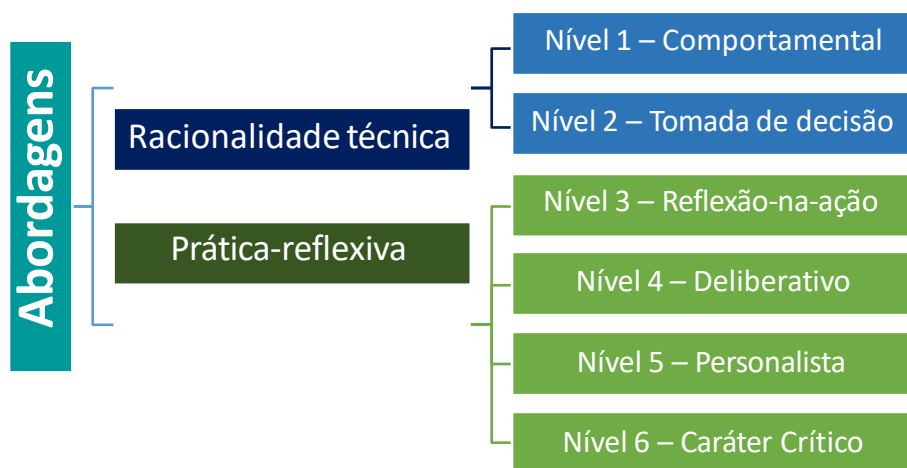 Abordagens
Racionalidade técnica
Nível 1 – Comportamental
Nível 2 – Tomada de decisão
Prática-reflexiva
Nível 3 – Reflexão-na-ação
Nível 4 – Deliberativo
Nível 5 – Personalista
Nível 6 – Caráter Crítico